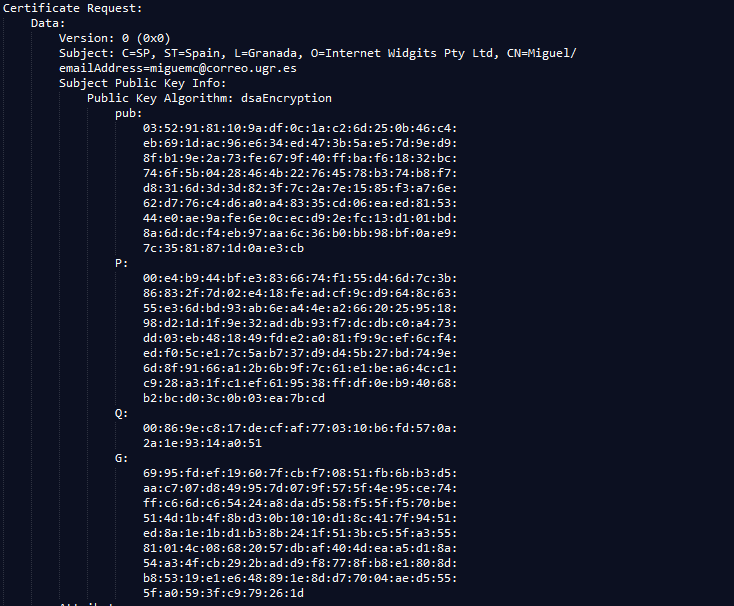 Certificate Request:
Data:
Version: 0 (0x0)
Subject: C=SP, ST=Spain, L=Granada, O=Internet Widgits Pty Ltd, CN=Miguel/
emailAddress=miguemc@correo.ugr.es
Subject Public Key Info:
Public Key Algorithm: dsaEncryption
pub:
03:52:91:81:10:9a:df:0c:1a:c2:6d:25:0b:46:c4:
eb:69:1d:ac:96:e6:34:ed:47:3b:5a:e5:7d:9e:d9:
8f:b1:9e:2a:73:fe:67:9f:40:ff:ba:f6:18:32:bc:
74:6f:5b:04:28:46:4b:22:76:45:78:b3:74:b8:f7:
d8:31:6d:3d:3d:82:3f:7c:2a:7e:15:85:f3:a7:6e:
62:d7:76:c4:d6:a0:a4:83:35:cd:06:ea:ed:81:53:
44:e0:ae:9a:fe:6e:0c:ec:d9:2e:fc:13:d1:01:bd:
8a:6d:dc:f4:eb:97:aa:6c:36:b0:bb:98:bf:0a:e9:
7c:35:81:87:1d:0a:e3:cb
P:
00:e4:b9:44:bf:e3:83:66:74:f1:55:d4:6d:7c:3b:
86:83:2f:7d:02:e4:18:fe:ad:cf:9c:d9:64:8c:63:
55:e3:6d:bd:93:ab:6e:a4:4e:a2:66:20:25:95:18:
98:d2:1d:1f:9e:32:ad:db:93:f7:dc:db:c0:a4:73:
dd:03:eb:48:18:49:fd:e2:a0:81:f9:9c:ef:6c:f4:
ed:f0:5c:e1:7c:5a:b7:37:d9:d4:5b:27:bd:74:9e:
6d:8f:91:66:a1:2b:6b:9f:7c:61:e1:be:a6:4c:c1:
c9:28:a3:1f:c1:ef:61:95:38:ff:df:0e:b9:40:68:
b2:bc:d0:3c:0b:03:ea:7b:cd
Q:
00:86:9e:c8:17:de:cf:af:77:03:10:b6:fd:57:0a:
2a:1e:93:14:a0:51
G:
69:95:fd:ef:19:60:7f:cb:f7:08:51:fb:6b:b3:d5:
aa:c7:07:d8:49:95:7d:07:9f:57:5f:4e:95:ce:74:
ff:c6:6d:c6:54:24:a8:da:d5:58:f5:5f:f5:70:be:
51:4d:1b:4f:8b:d3:0b:10:10:d1:8c:41:7f:94:51:
ed:8a:1e:1b:d1:b3:8b:24:1f:51:3b:c5:5f:a3:55:
81:01:4c:08:68:20:57:db:af:40:4d:ea:a5:d1:8a:
54:a3:4f:cb:29:2b:ad:d9:f8:77:8f:b8:e1:80:8d:
b8:53:19:e1:e6:48:89:1e:8d:d7:70:04:ae:d5:55:
5f:a0:59:3f:c9:79:26:1d